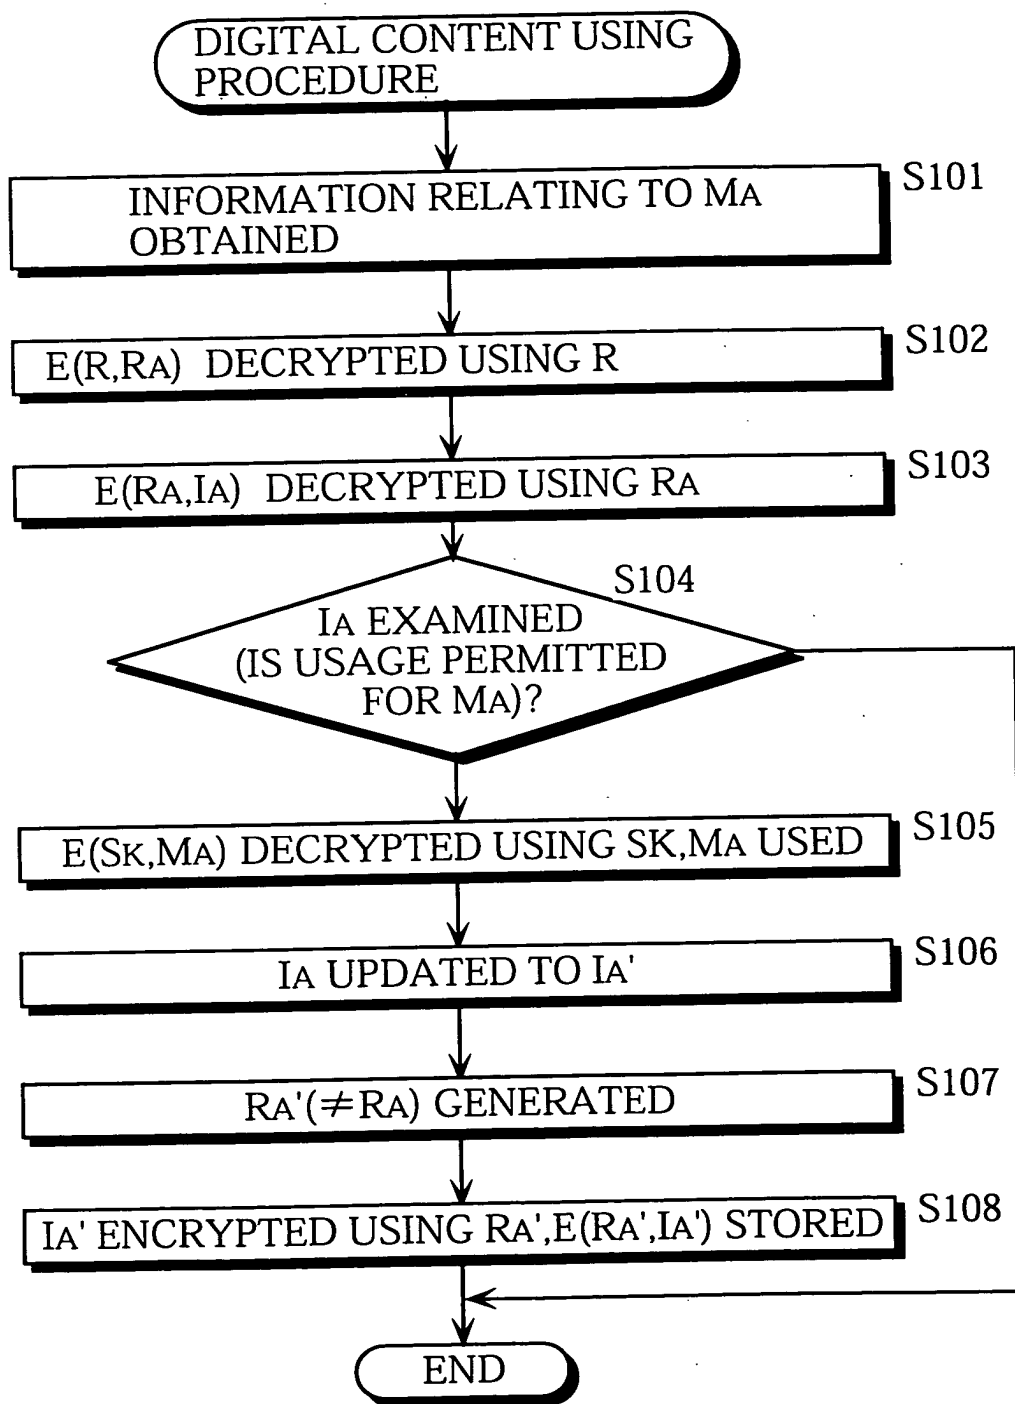 DIGITAL CONTENT USING
PROCEDURE
S101
INFORMATION RELATING TO MA
OBTAINED
S102
E(R,RA) DECRYPTED USING R
S103
E(RA,IA) DECRYPTED USING RA
S104
IA EXAMINED
(IS USAGE PERMITTED
FOR MA)?
S105
E(SK,MA) DECRYPTED USING SK,MA USED
S106
IA UPDATED TO IA'
S107
RA'(≠RA) GENERATED
S108
IA' ENCRYPTED USING RA',E(RA',IA') STORED
END